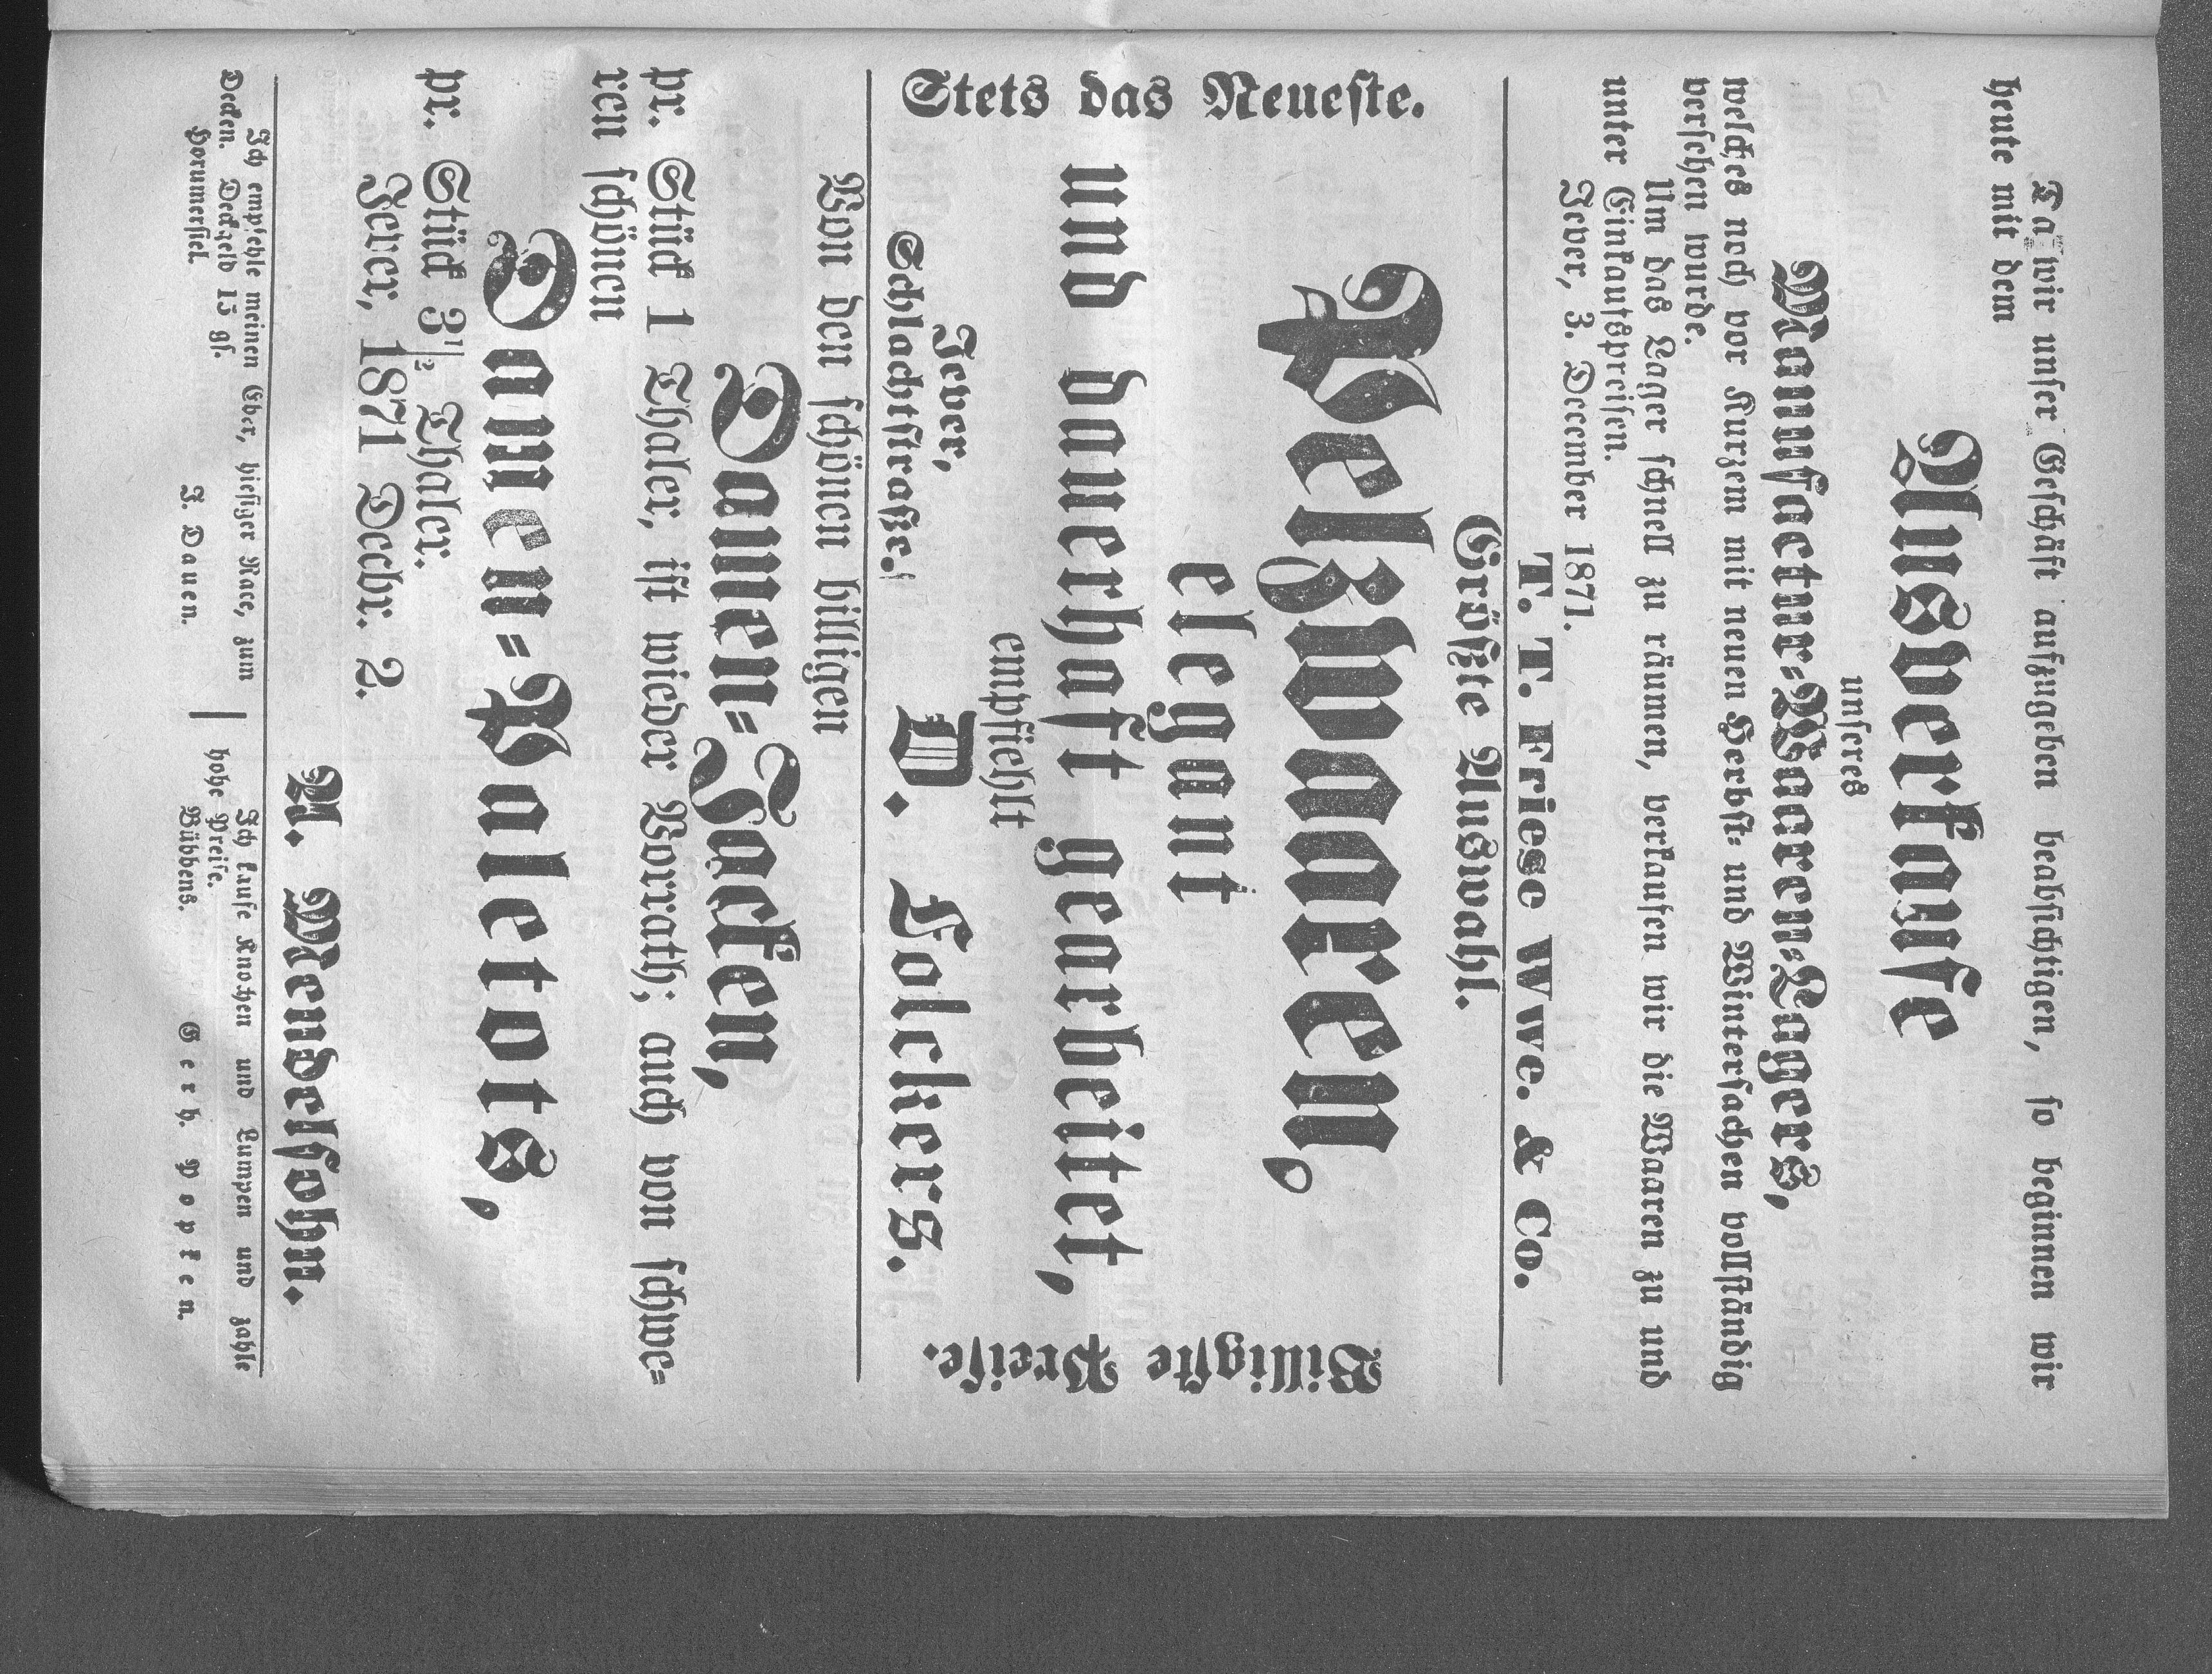 Da wir unser Geschäft aufzugeben beabsichtigen, so beginnen wir
heute mit dem
Ausverkaufe
unseres
Manufactur-Waaren-Lagers,
welches noch vor Kurzem mit neuen Herbst- und Wintersachen vollständig
versehen wurde.
Um das Lager schnell zu räumen, verkaufen wir die Waaren zu und
unter Einkaufspreisen.
Jever, 3. December 1871.
T. T. Friese Wwe. & Co.
Stets das Neueste.
Größte Auswahl.
Pelzwaaren,
elegant
und dauerhaft gearbeitet,
empfiehlt
Jever,
Schlachtstraße.
D. Folckers.
Billigste Preise.
Von den schönen billigen
Damen-Jacken,
pr. Stück 1 Thaler, ist wieder Vorrath; auch von schwe-
ren schönen
Damen-Paletots,
pr. Stück 3½ Thaler.
Jever, 1871 Decbr. 2.
A. Mendelsohn.
Ich empfehle meinen Eber, hiesiger Race, zum
Decken. Deckgeld 15 gs.
Horumersiel.
J. Dauen.
Ich kaufe Knochen und Lumpen und zahle
hohe Preise.
Wübbens.
Gerh. Popken.